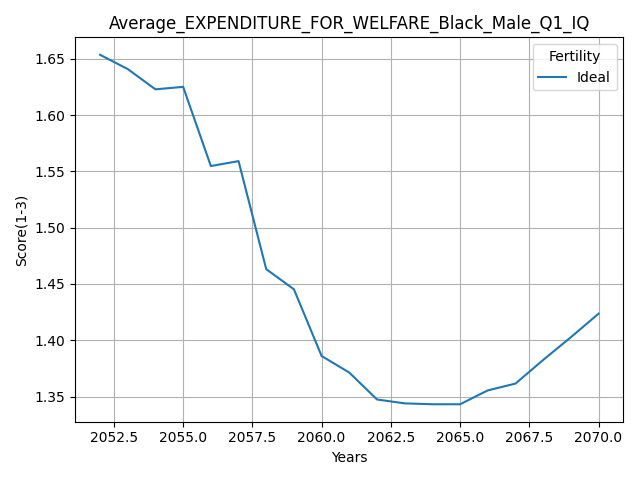 Average_EXPENDITURE_FOR_WELFARE_Black_Male_Q1_IQ
Fertility
Ideal
1.65
1.60
1.55
1.50
1.45
1.40
1.35
Score(1-3)
2052.5 2055.0 2057.5 2060.0 2062.5 2065.0 2067.5 2070.0
Years